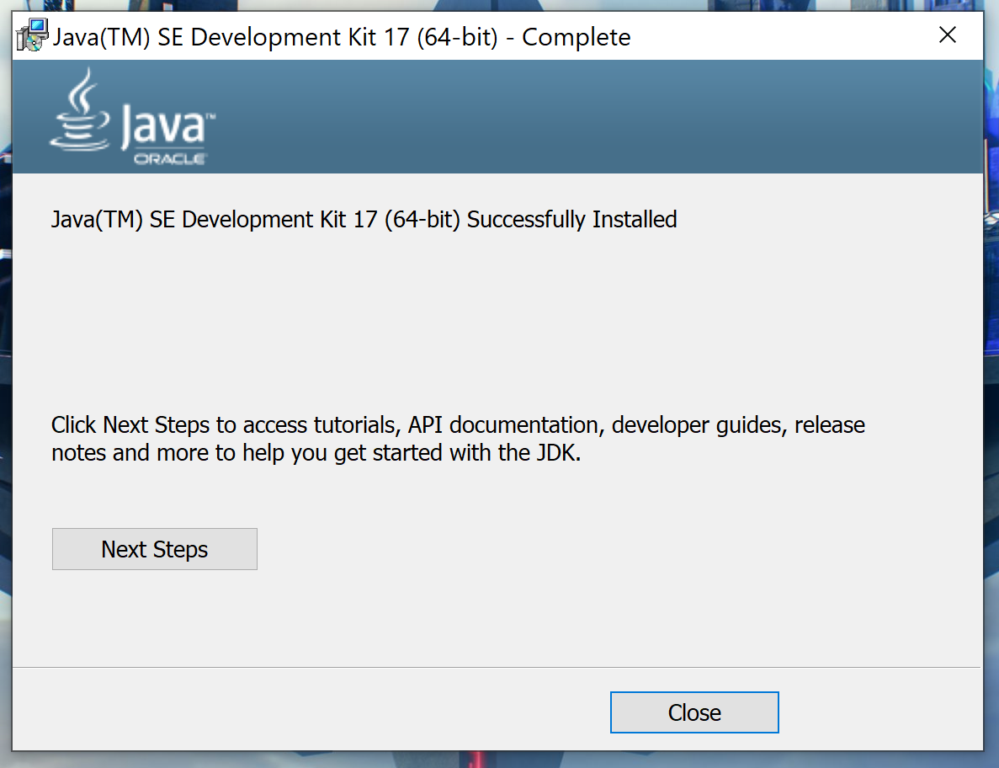 Java(TM) SE Development Kit 17 (64-bit) - Complete
Java™
ORACLE
Java(TM) SE Development Kit 17 (64-bit) Successfully Installed
Click Next Steps to access tutorials, API documentation, developer guides, release
notes and more to help you get started with the JDK.
Next Steps
Close